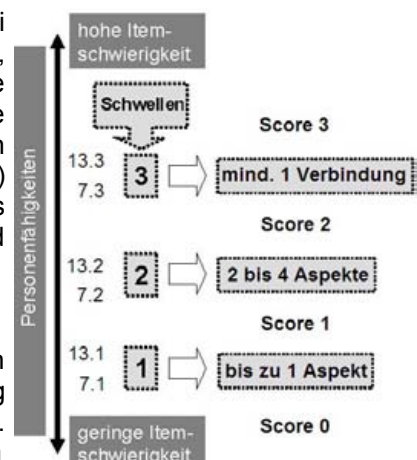 hohe Item-
schwierigkeit
Schwellen
Personenfähigkeiten
Score 3
13.3
7.3
3
mind. 1 Verbindung
Score 2
13.2
7.2
2
2 bis 4 Aspekte
Score 1
13.1
7.1
1
bis zu 1 Aspekt
Score 0
geringe Item-
schwierigkeit